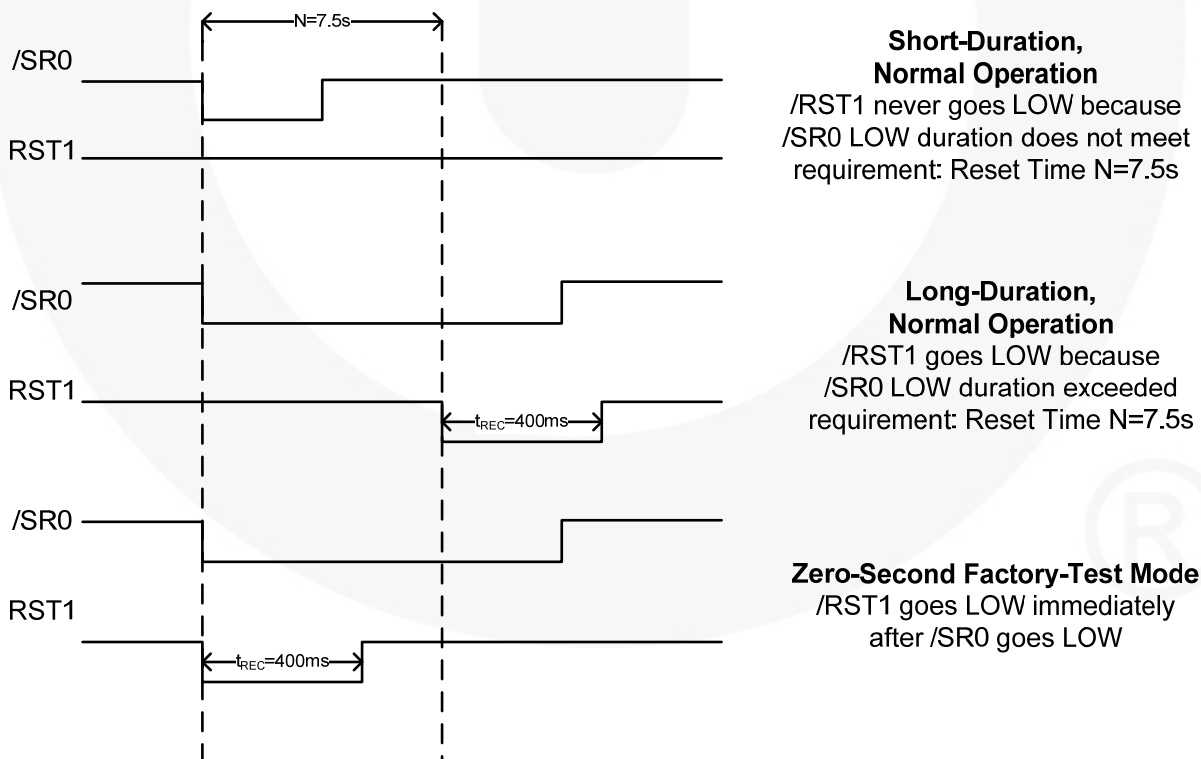 N=7.5s
/SR0
RST1
Short-Duration,
Normal Operation
/RST1 never goes LOW because
/SR0 LOW duration does not meet
requirement: Reset Time N=7.5s
/SR0
RST1
tREC=400ms
Long-Duration,
Normal Operation
/RST1 goes LOW because
/SR0 LOW duration exceeded
requirement: Reset Time N=7.5s
/SR0
RST1
tREC=400ms
Zero-Second Factory-Test Mode
/RST1 goes LOW immediately
after /SR0 goes LOW
®